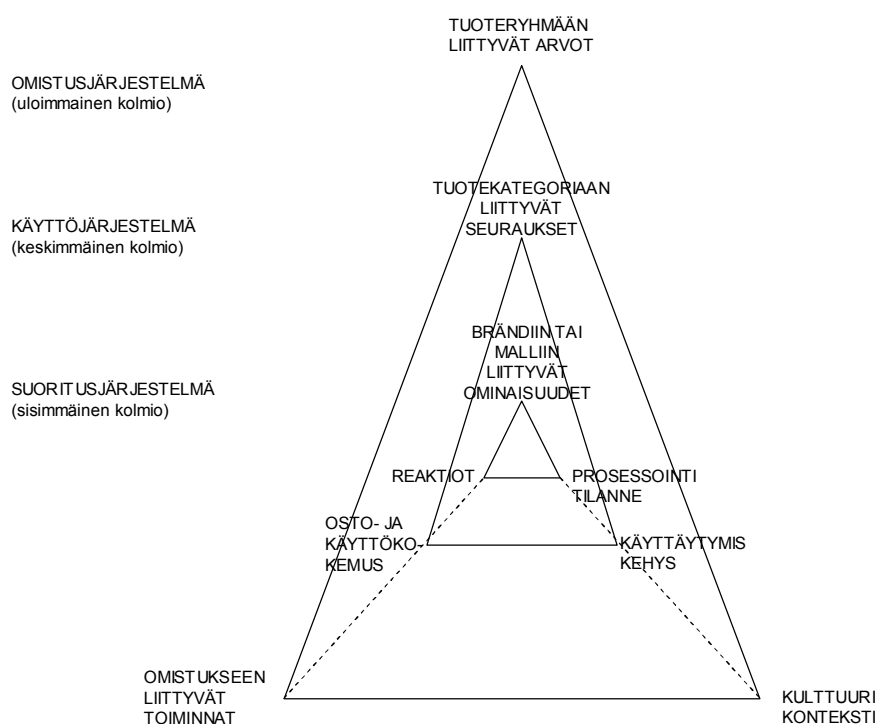 TUOTERYHMÄÄN
LIITTYVÄT ARVOT
OMISTUSJÄRJESTELMÄ
(uloimmainen kolmio)
TUOTEKATEGORIAAN
LIITTYVÄT
SEURAUKSET
KÄYTTÖJÄRJESTELMÄ
(keskimmäinen kolmio)
BRÄNDIIN TAI
MALLIIN
LIITTYVÄT
OMINAISUUDET
SUORITUSJÄRJESTELMÄ
(sisimmäinen kolmio)
REAKTIOT
PROSESSOINTI
TILANNE
OSTO- JA
KÄYTTÖKO-
KEMUS
KÄYTTÄYTYMIS
KEHYS
OMISTUKSEEN
LIITTYVÄT
TOIMINNAT
KULTTUURI
KONTEKSTI